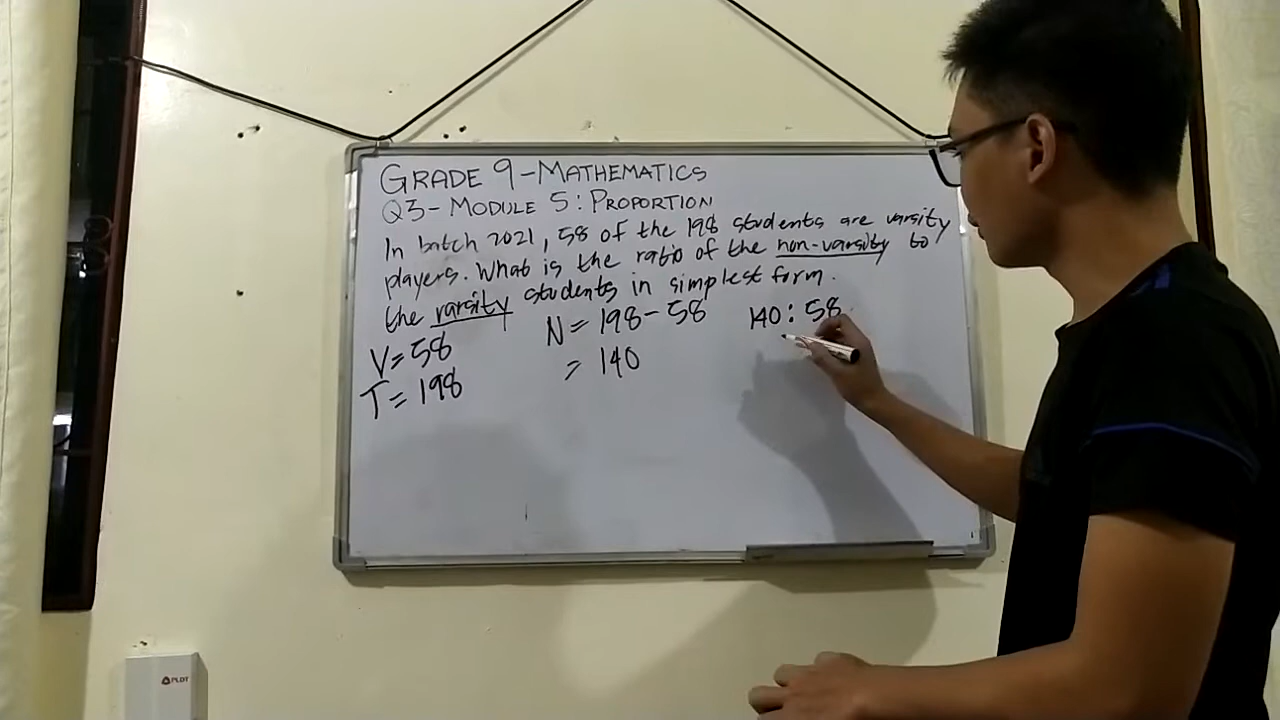 GRADE 9-MATHEMATICS
Q3-MODULE 5: PROPORTION
In batch 2021, 58 of the 198 students are varsity
players. What is the ratio of the non-varsity to
the varsity students in simplest form.
V=58
T=198
N=198-58
=140
140:58
PLDT